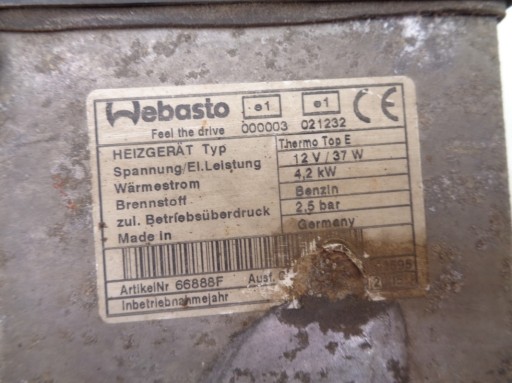 Webasto
Feel the drive
e1 e1 CE
000003 021232
HEIZGERÄT Typ Thermo Top E
Spannung/El.Leistung 12 V / 37 W
Wärmestrom 4,2 kW
Brennstoff Benzin
zul. Betriebsüberdruck 2,5 bar
Made in Germany
ArtikelNr 66888F Ausf.
Inbetriebnahmejahr